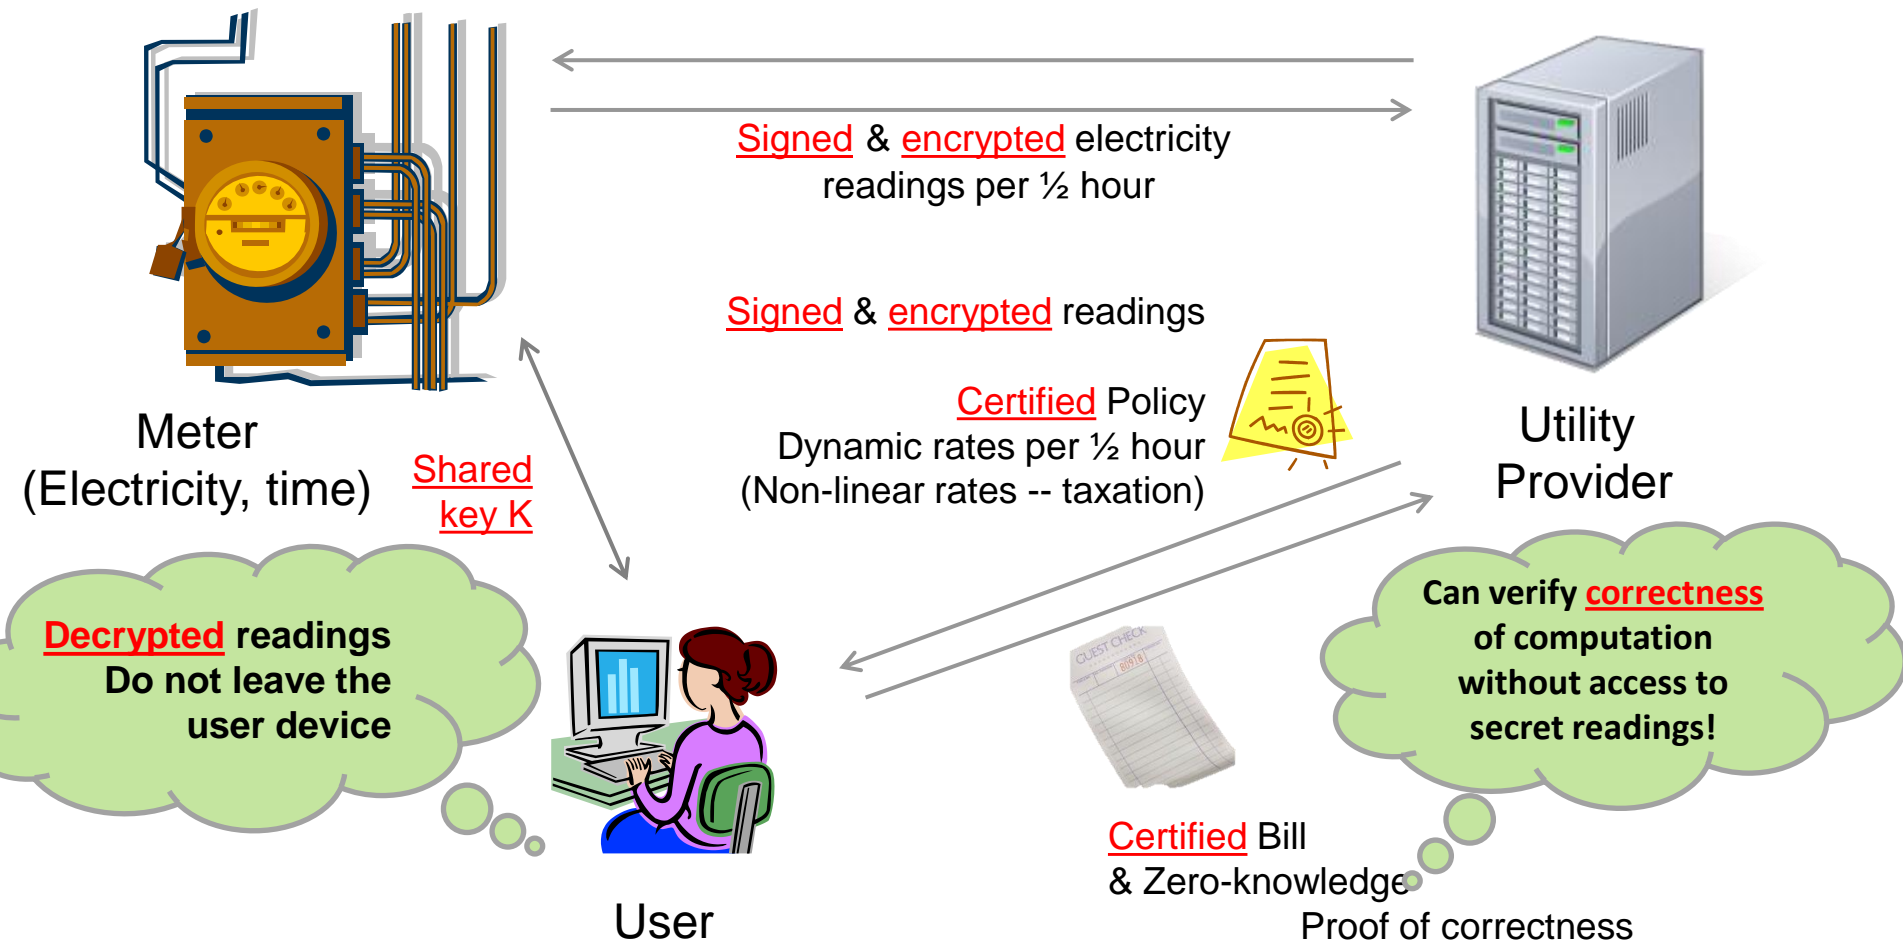 Signed & encrypted electricity
readings per ½ hour
Signed & encrypted readings
Certified Policy
Dynamic rates per ½ hour
(Non-linear rates -- taxation)
Meter
(Electricity, time)
Shared
key K
Utility
Provider
Decrypted readings
Do not leave the
user device
Can verify correctness
of computation
without access to
secret readings!
GUEST CHECK
80918
Certified Bill
& Zero-knowledge
Proof of correctness
User